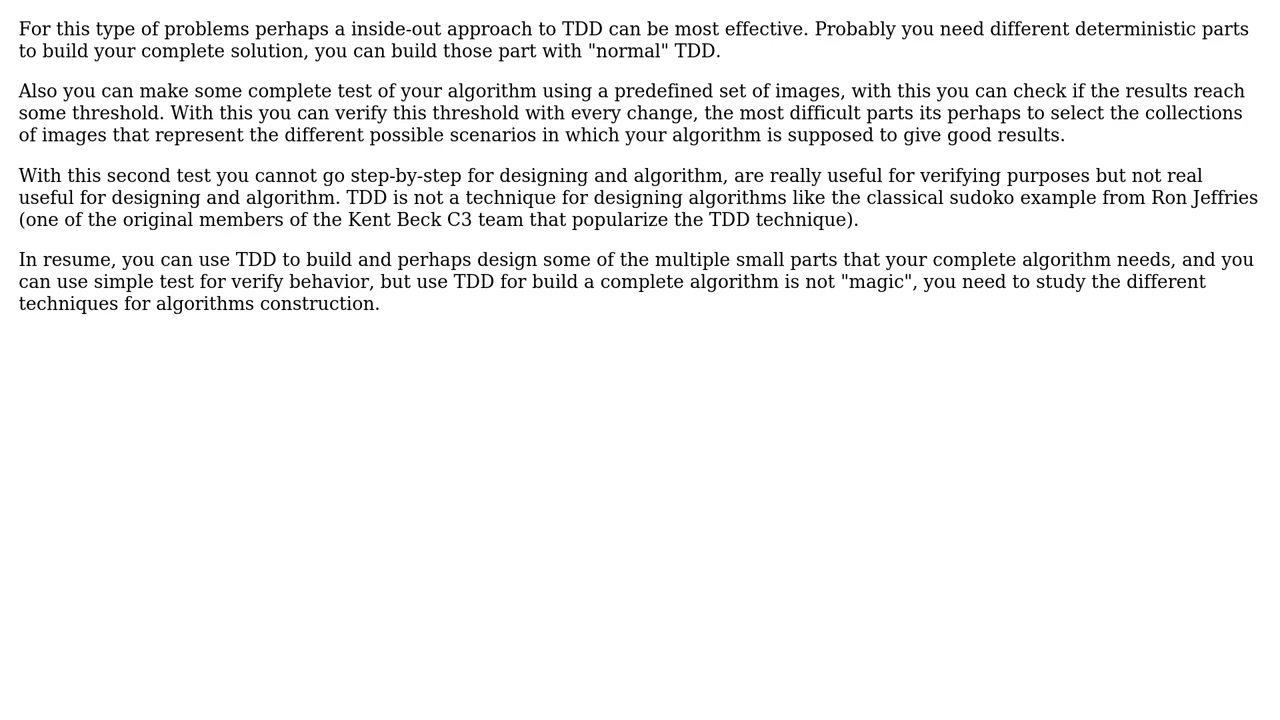 For this type of problems perhaps a inside-out approach to TDD can be most effective. Probably you need different deterministic parts
to build your complete solution, you can build those part with "normal" TDD.
Also you can make some complete test of your algorithm using a predefined set of images, with this you can check if the results reach
some threshold. With this you can verify this threshold with every change, the most difficult parts its perhaps to select the collections
of images that represent the different possible scenarios in which your algorithm is supposed to give good results.
With this second test you cannot go step-by-step for designing and algorithm, are really useful for verifying purposes but not real
useful for designing and algorithm. TDD is not a technique for designing algorithms like the classical sudoko example from Ron Jeffries
(one of the original members of the Kent Beck C3 team that popularize the TDD technique).
In resume, you can use TDD to build and perhaps design some of the multiple small parts that your complete algorithm needs, and you
can use simple test for verify behavior, but use TDD for build a complete algorithm is not "magic", you need to study the different
techniques for algorithms construction.